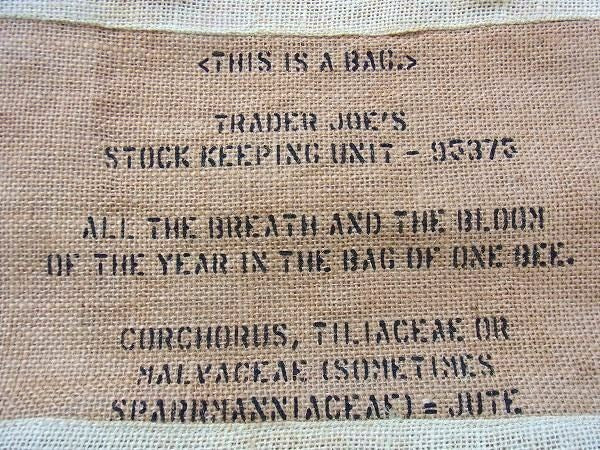 <THIS IS A BAG.>
TRADER JOE'S
STOCK KEEPING UNIT - 93373
ALL THE BREATH AND THE BLOOM
OF THE YEAR IN THE BAG OF ONE BEE.
CORCHORUS, TILIACEAE OR
MALVACEAE (SOMETIMES
SPARRMANNIACEAE) = JUTE